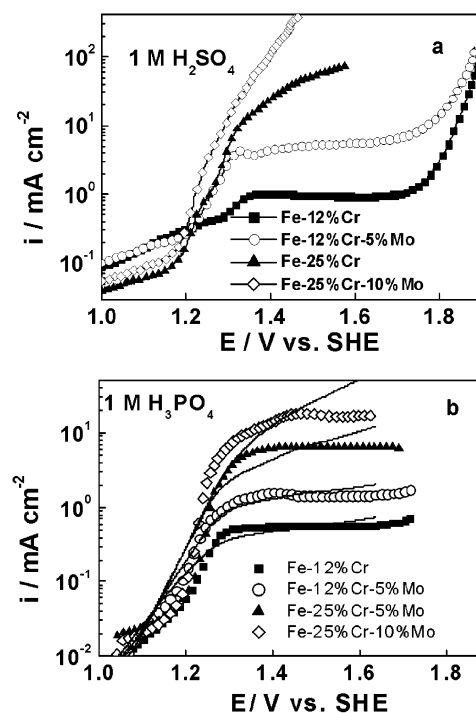 1 M H₂SO₄
a
10²
10¹
10⁰
10⁻¹
i / mA cm⁻²
Fe-12%Cr
Fe-12%Cr-5%Mo
Fe-25%Cr
Fe-25%Cr-10%Mo
1.0 1.2 1.4 1.6 1.8
E / V vs. SHE
1 M H₃PO₄
b
10¹
10⁰
10⁻¹
10⁻²
i / mA cm⁻²
Fe-12%Cr
Fe-12%Cr-5%Mo
Fe-25%Cr-5%Mo
Fe-25%Cr-10%Mo
1.0 1.2 1.4 1.6 1.8
E/ V vs. SHE